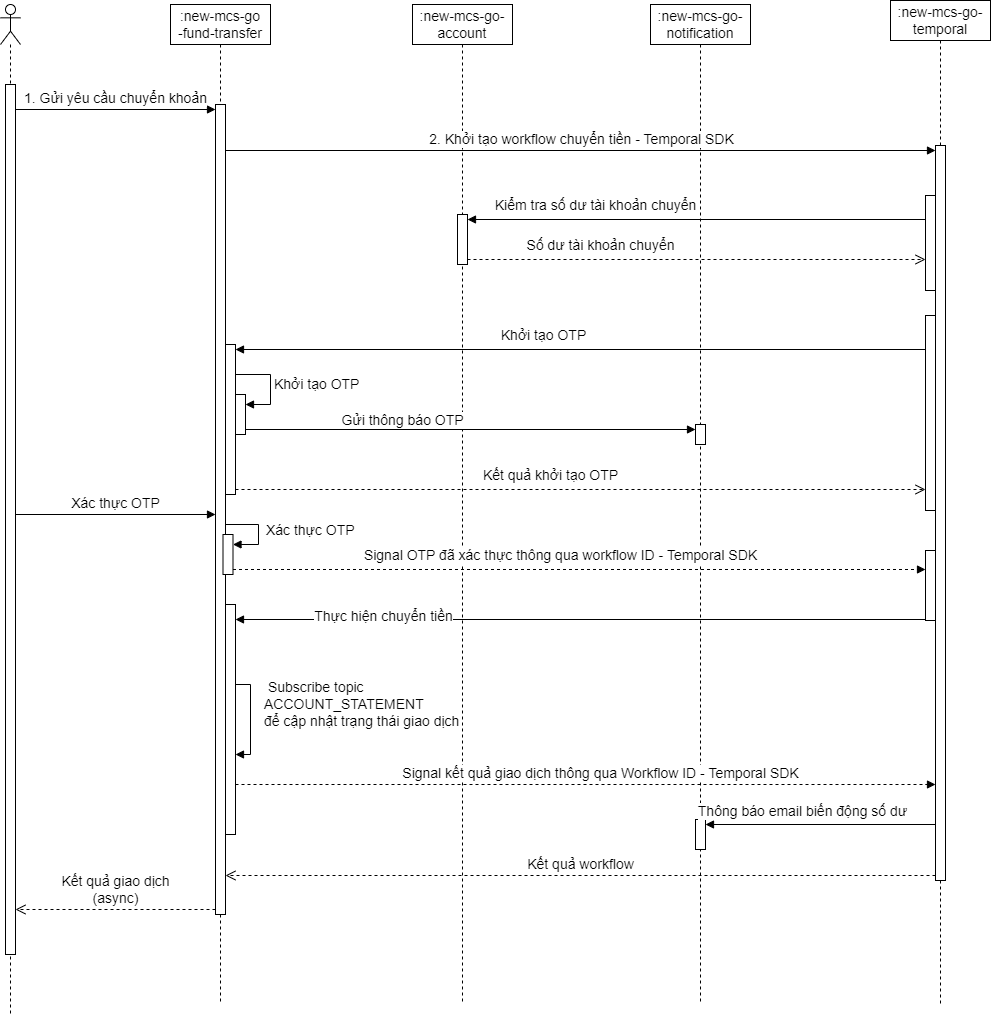 :new-mcs-go
-fund-transfer
:new-mcs-go-
account
:new-mcs-go-
notification
:new-mcs-go-
temporal
1. Gửi yêu cầu chuyển khoản
2. Khởi tạo workflow chuyển tiền - Temporal SDK
Kiểm tra số dư tài khoản chuyển
Số dư tài khoản chuyển
Khởi tạo OTP
Khởi tạo OTP
Gửi thông báo OTP
Kết quả khởi tạo OTP
Xác thực OTP
Xác thực OTP
Signal OTP đã xác thực thông qua workflow ID - Temporal SDK
Thực hiện chuyển tiền
Subscribe topic
ACCOUNT_STATEMENT
để cập nhật trạng thái giao dịch
Signal kết quả giao dịch thông qua Workflow ID - Temporal SDK
Thông báo email biến động số dư
Kết quả workflow
Kết quả giao dịch
(async)